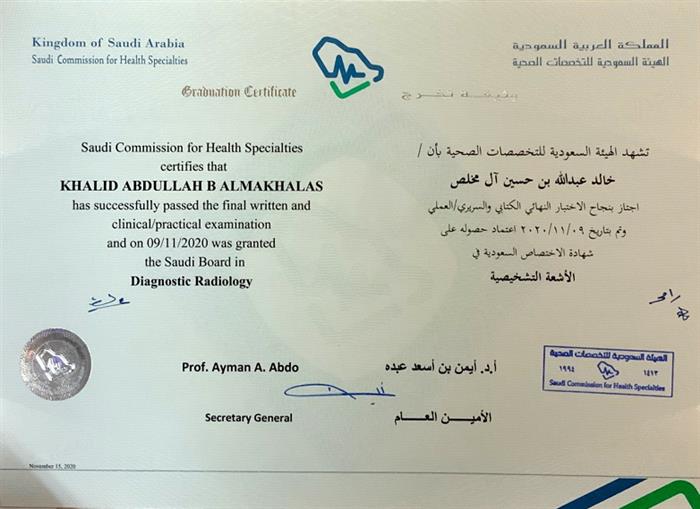 Kingdom of Saudi Arabia
Saudi Commission for Health Specialties
المملكة العربية السعودية
الهيئة السعودية للتخصصات الصحية
Graduation Certificate
تخرج
Saudi Commission for Health Specialties
certifies that
KHALID ABDULLAH B ALMAKHALAS
has successfully passed the final written and
clinical/practical examination
and on 09/11/2020 was granted
the Saudi Board in
Diagnostic Radiology
تشهد الهيئة السعودية للتخصصات الصحية بأن /
خالد عبدالله بن حسين آل مخلص
اجتاز بنجاح الاختبار النهائي الكتابي والسريري/العملي
وتم بتاريخ ٢٠٢٠/١١/٠٩ اعتماد حصوله على
شهادة الاختصاص السعودية في
الأشعة التشخيصية
Prof. Ayman A. Abdo
أ.د. أيمن بن أسعد عبده
Secretary General
الأميـــن العـــام
الهيئة السعودية للتخصصات الصحية
١٩٩٤ ١٤١٣
Saudi Commission for Health Specialties
November 15, 2020